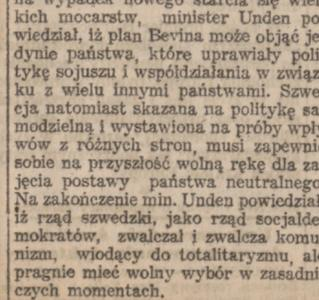 na wypadek nowego starcia się wiel
kich mocarstw, minister Unden po
wiedział, iż plan Bevina może objąć je
dynie państwa, które uprawiały poli
tykę sojuszu i współdziałania w związ
ku z wielu innymi państwami. Szwe
cja natomiast skazana na politykę sa
modzielną i wystawiona na próby wpły
wów z różnych stron, musi zapewnić
sobie na przyszłość wolną rękę dla za
jęcia postawy państwa neutralnego
Na zakończenie min. Unden powiedział
iż rząd szwedzki, jako rząd socjalde
mokratów, zwalczał i zwalcza komu
nizm, wiodący do totalitaryzmu, ale
pragnie mieć wolny wybór w zasadni
czych momentach.